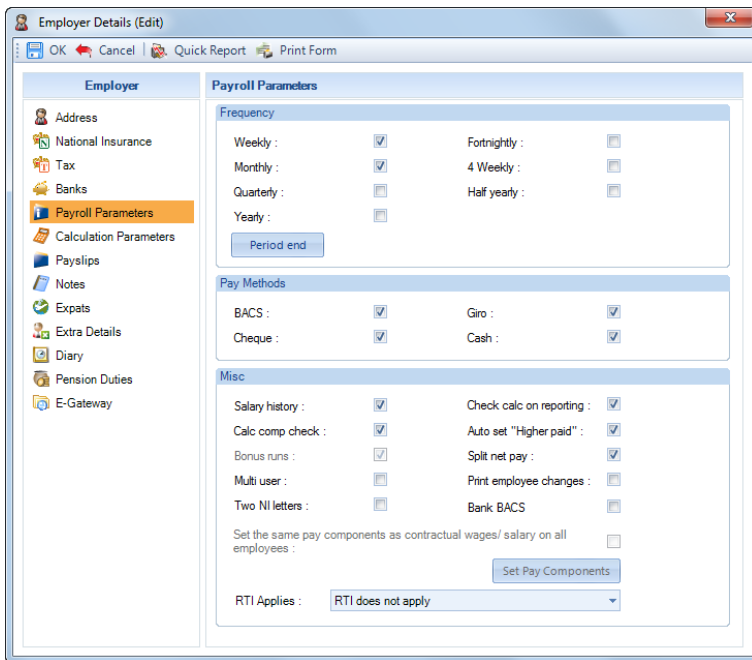 Employer Details (Edit)
OK Cancel Quick Report Print Form
Employer
Address
National Insurance
Tax
Banks
Payroll Parameters
Calculation Parameters
Payslips
Notes
Expats
Extra Details
Diary
Pension Duties
E-Gateway
Payroll Parameters
Frequency
Weekly : Fortnightly :
Monthly : 4 Weekly :
Quarterly : Half yearly :
Yearly :
Period end
Pay Methods
BACS : Giro :
Cheque : Cash :
Misc
Salary history : Check calc on reporting :
Calc comp check : Auto set "Higher paid" :
Bonus runs : Split net pay :
Multi user : Print employee changes :
Two NI letters : Bank BACS
Set the same pay components as contractual wages/ salary on all
employees :
Set Pay Components
RTI Applies : RTI does not apply